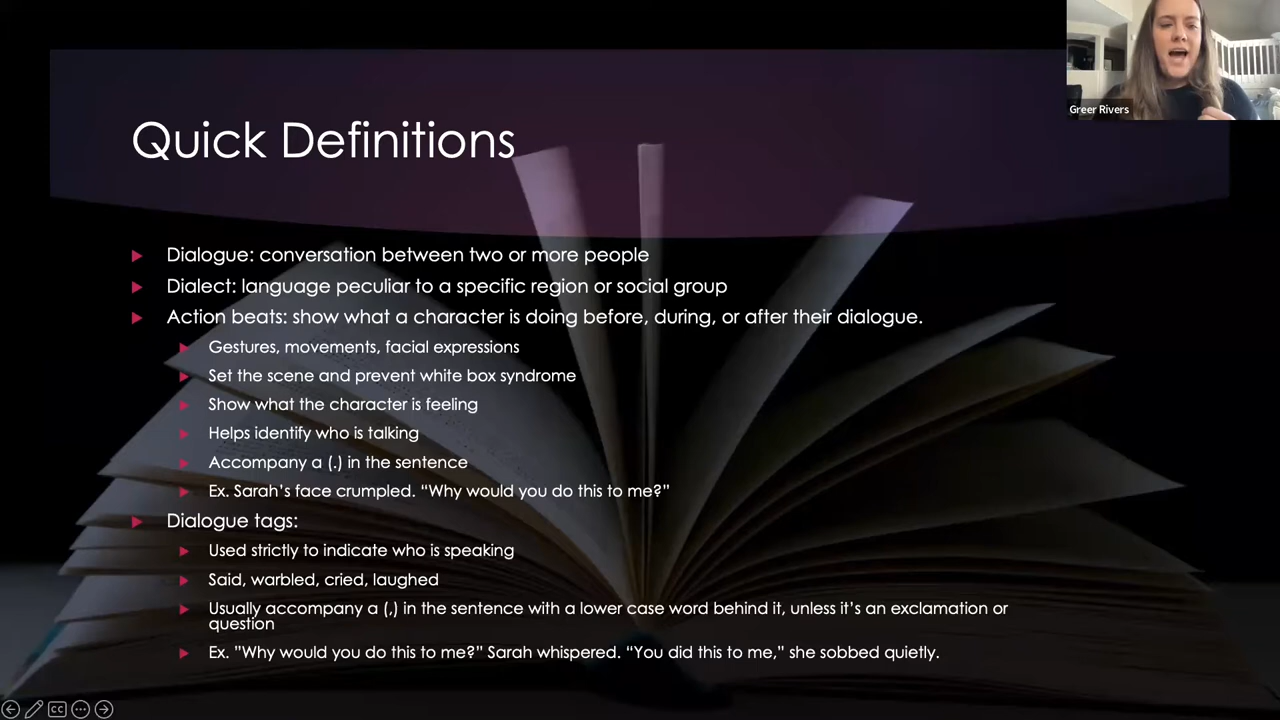 Greer Rivers
Quick Definitions
Dialogue: conversation between two or more people
Dialect: language peculiar to a specific region or social group
Action beats: show what a character is doing before, during, or after their dialogue.
Gestures, movements, facial expressions
Set the scene and prevent white box syndrome
Show what the character is feeling
Helps identify who is talking
Accompany a (.) in the sentence
Ex. Sarah’s face crumpled. “Why would you do this to me?”
Dialogue tags:
Used strictly to indicate who is speaking
Said, warbled, cried, laughed
Usually accompany a (,) in the sentence with a lower case word behind it, unless it’s an exclamation or
question
Ex. ”Why would you do this to me?” Sarah whispered. “You did this to me,” she sobbed quietly.
CC